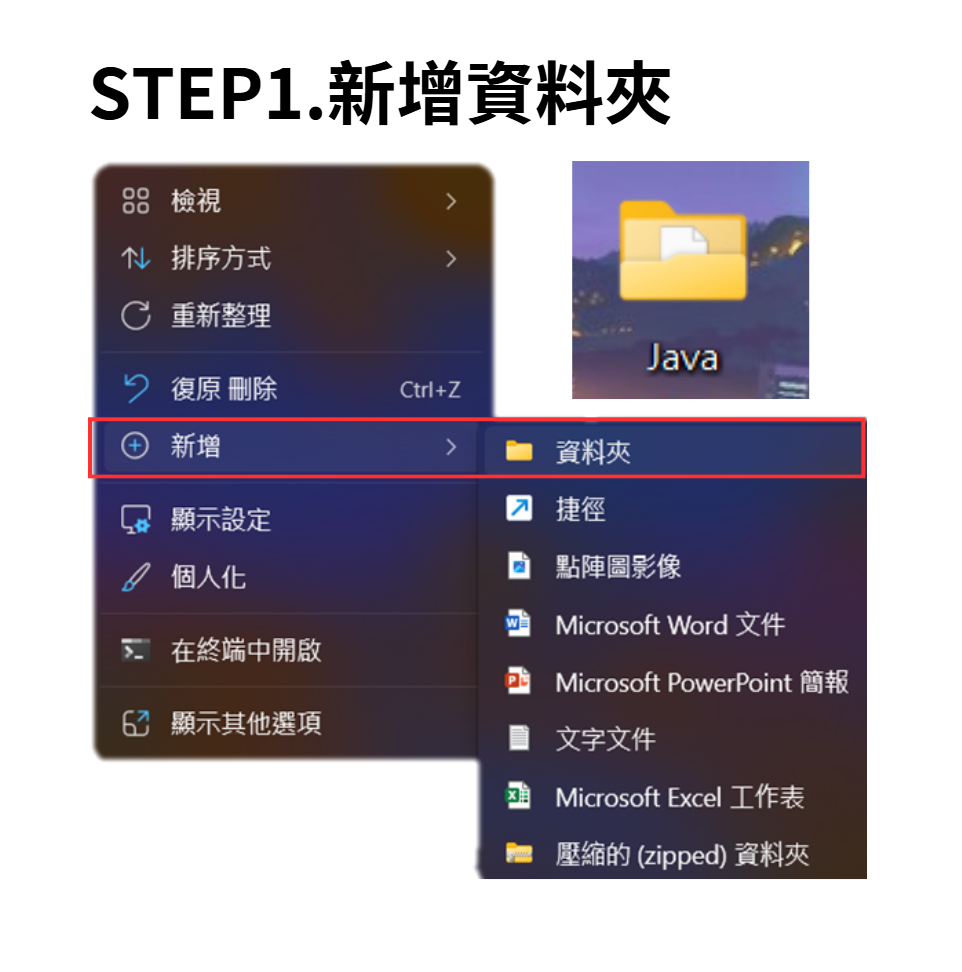 STEP1.新增資料夾
檢視
排序方式
重新整理
復原 刪除 Ctrl+Z
新增
顯示設定
個人化
在終端中開啟
顯示其他選項
Java
資料夾
捷徑
點陣圖影像
Microsoft Word 文件
Microsoft PowerPoint 簡報
文字文件
Microsoft Excel 工作表
壓縮的 (zipped) 資料夾